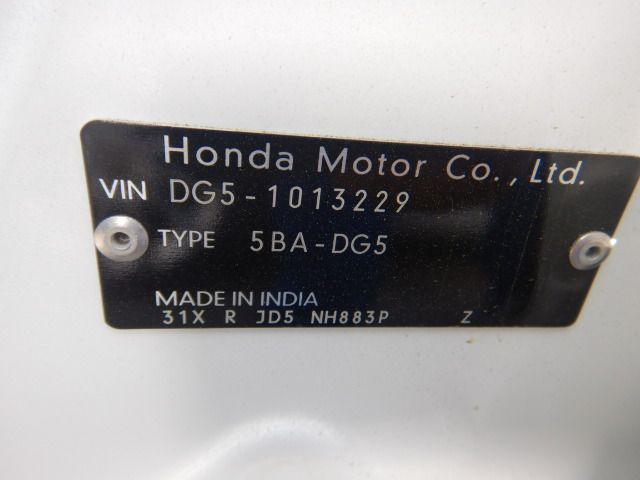 Honda Motor Co., Ltd.
VIN DG5-1013229
TYPE 5BA-DG5
MADE IN INDIA
31X R JD5 NH883P Z